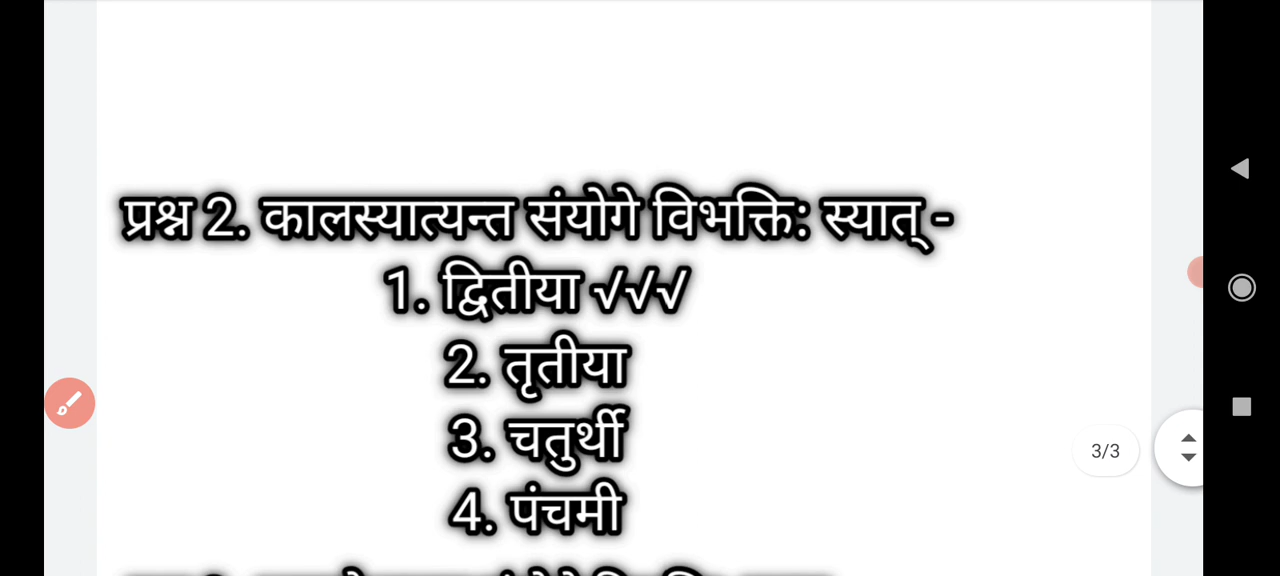 प्रश्न 2. कालस्यात्यन्त संयोगे विभक्ति: स्यात् -
1. द्वितीया √√√
2. तृतीया
3. चतुर्थी
4. पंचमी
3/3